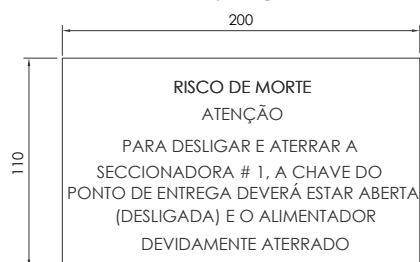 200
110
RISCO DE MORTE
ATENÇÃO
PARA DESLIGAR E ATERRAR A
SECCIONADORA # 1, A CHAVE DO
PONTO DE ENTREGA DEVERÁ ESTAR ABERTA
(DESLIGADA) E O ALIMENTADOR
DEVIDAMENTE ATERRADO